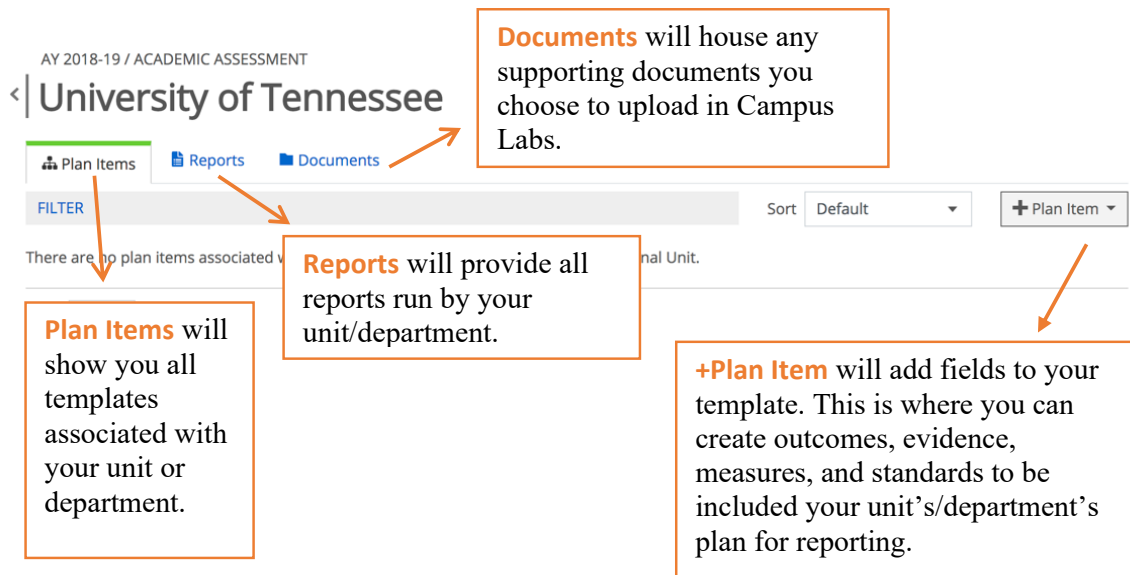 AY 2018-19 / ACADEMIC ASSESSMENT
University of Tennessee
Plan Items
Reports
Documents
Documents will house any
supporting documents you
choose to upload in Campus
Labs.
FILTER
Sort Default
+ Plan Item
There are no plan items associated
nal Unit.
Reports will provide all
reports run by your
unit/department.
Plan Items will
show you all
templates
associated with
your unit or
department.
+Plan Item will add fields to your
template. This is where you can
create outcomes, evidence,
measures, and standards to be
included your unit’s/department’s
plan for reporting.